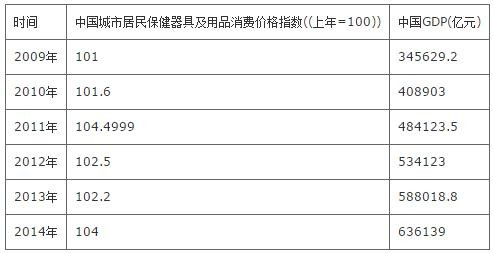 时间 中国城市居民保健器具及用品消费价格指数((上年=100)) 中国GDP(亿元)
2009年 101 345629.2
2010年 101.6 408903
2011年 104.4999 484123.5
2012年 102.5 534123
2013年 102.2 588018.8
2014年 104 636139